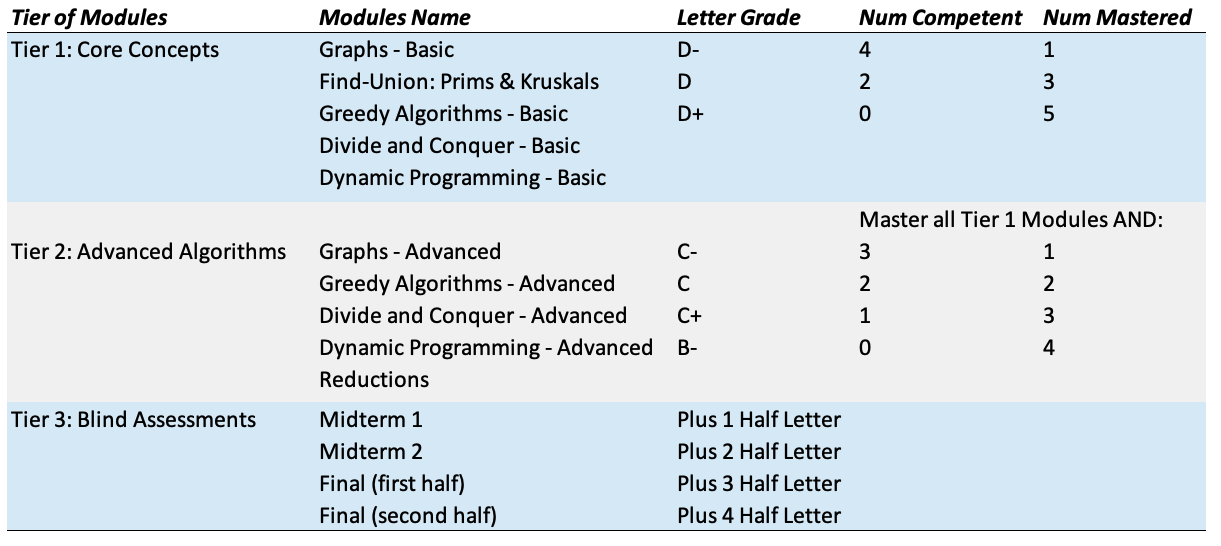 Tier of Modules Modules Name Letter Grade Num Competent Num Mastered
Tier 1: Core Concepts Graphs - Basic D- 4 1
Find-Union: Prims & Kruskals D 2 3
Greedy Algorithms - Basic D+ 0 5
Divide and Conquer - Basic
Dynamic Programming - Basic
Master all Tier 1 Modules AND:
Tier 2: Advanced Algorithms Graphs - Advanced C- 3 1
Greedy Algorithms - Advanced C 2 2
Divide and Conquer - Advanced C+ 1 3
Dynamic Programming - Advanced B- 0 4
Reductions
Tier 3: Blind Assessments Midterm 1 Plus 1 Half Letter
Midterm 2 Plus 2 Half Letter
Final (first half) Plus 3 Half Letter
Final (second half) Plus 4 Half Letter